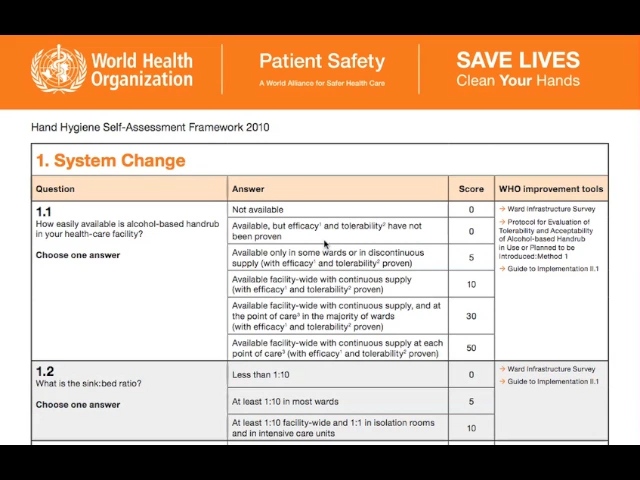 World Health
Organization
Patient Safety
A World Alliance for Safer Health Care
SAVE LIVES
Clean Your Hands
Hand Hygiene Self-Assessment Framework 2010
1. System Change
Question
Answer
Score
WHO improvement tools
1.1
How easily available is alcohol-based handrub
in your health-care facility?
Choose one answer
Not available
0
Available, but efficacy¹ and tolerability² have not
been proven
0
Available only in some wards or in discontinuous
supply (with efficacy¹ and tolerability² proven)
5
Available facility-wide with continuous supply
(with efficacy¹ and tolerability² proven)
10
Available facility-wide with continuous supply, and at
the point of care³ in the majority of wards
(with efficacy¹ and tolerability² proven)
30
Available facility-wide with continuous supply at each
point of care³ (with efficacy¹ and tolerability² proven)
50
→ Ward Infrastructure Survey
→ Protocol for Evaluation of
Tolerability and Acceptability
of Alcohol-based Handrub
in Use or Planned to be
Introduced: Method 1
→ Guide to Implementation II.1
1.2
What is the sink:bed ratio?
Choose one answer
Less than 1:10
0
At least 1:10 in most wards
5
At least 1:10 facility-wide and 1:1 in isolation rooms
and in intensive care units
10
→ Ward Infrastructure Survey
→ Guide to Implementation II.1